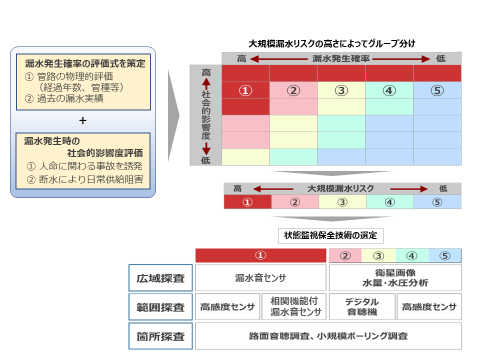 漏水発生確率の評価式を策定
① 管路の物理的評価
（経過年数、管種等）
② 過去の漏水実績
+
漏水発生時の
社会的影響度評価
① 人命に関わる事故を誘発
② 断水により日常供給阻害
大規模漏水リスクの高さによってグループ分け
高 漏水発生確率 低
高
社会的影響度
低
① ② ③ ④ ⑤
高 大規模漏水リスク 低
① ② ③ ④ ⑤
状態監視保全技術の選定
① ② ③ ④ ⑤
広域探査
漏水音センサ
衛星画像
水量・水圧分析
範囲探査
高感度センサ
相関機能付
漏水音センサ
デジタル
音聴機
高感度センサ
箇所探査
路面音聴調査、小規模ボーリング調査